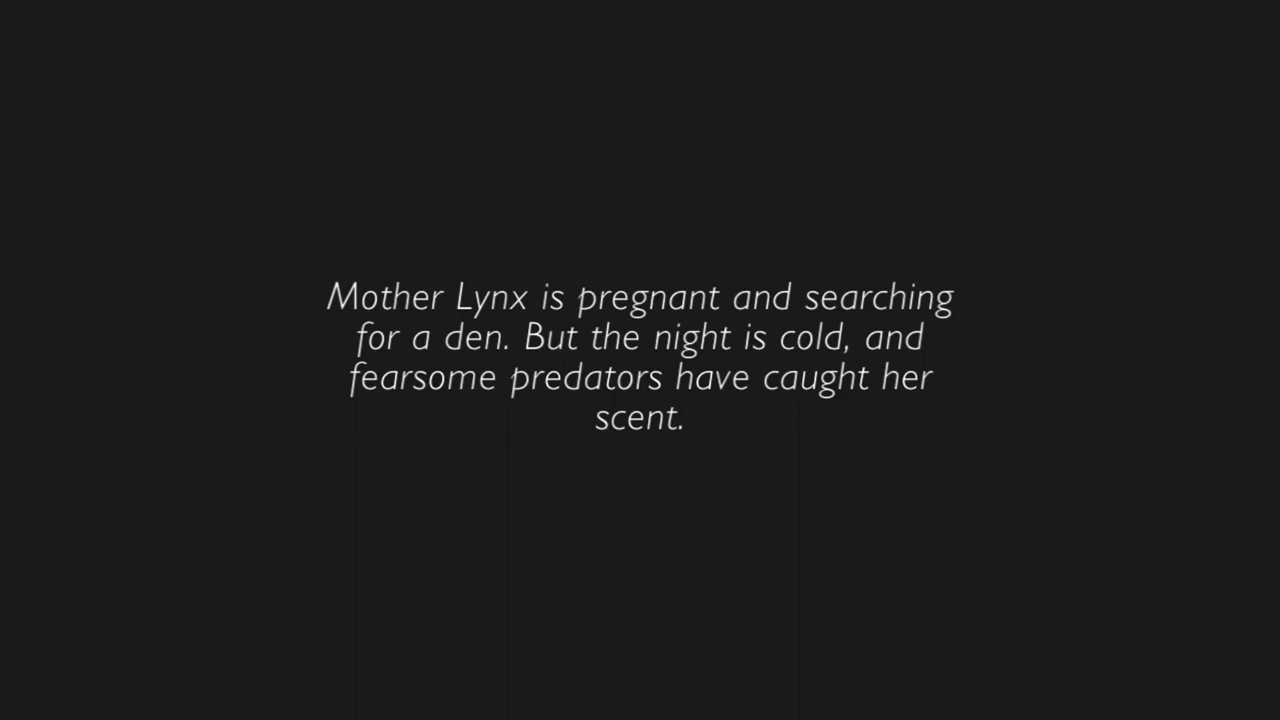 Mother Lynx is pregnant and searching
for a den. But the night is cold, and
fearsome predators have caught her
scent.